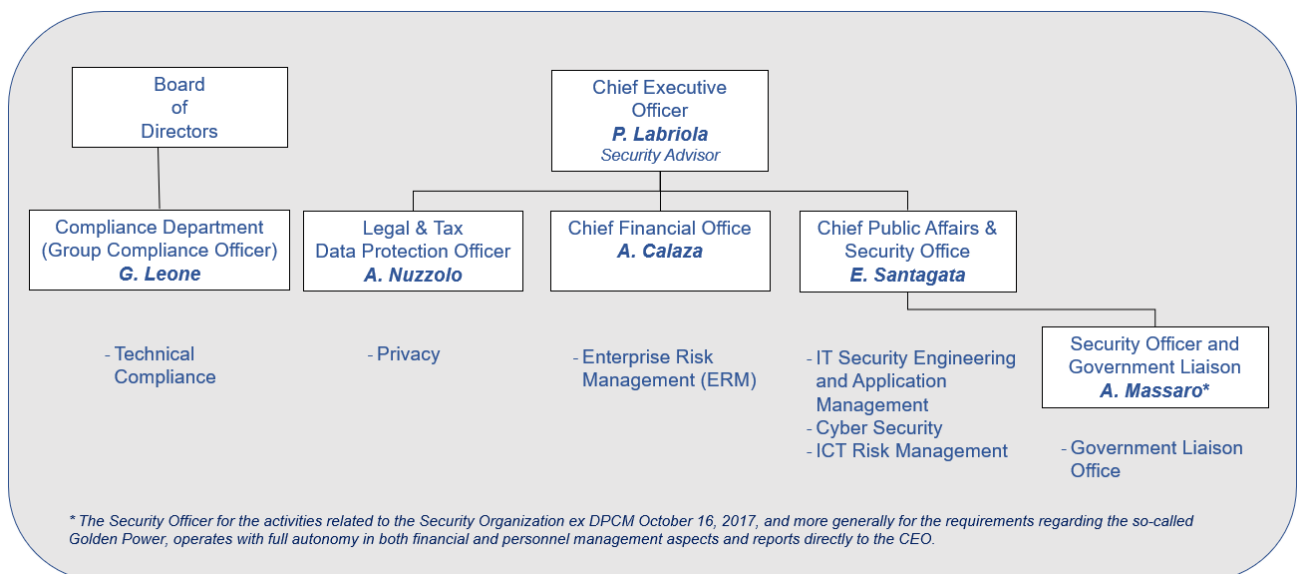 Board
of
Directors
Chief Executive
Officer
P. Labriola
Security Advisor
Compliance Department
(Group Compliance Officer)
G. Leone
Legal & Tax
Data Protection Officer
A. Nuzzolo
Chief Financial Office
A. Calaza
Chief Public Affairs &
Security Office
E. Santagata
Security Officer and
Government Liaison
A. Massaro*
- Technical
Compliance
- Privacy
- Enterprise Risk
Management (ERM)
- IT Security Engineering
and Application
Management
- Cyber Security
- ICT Risk Management
- Government Liaison
Office
* The Security Officer for the activities related to the Security Organization ex DPCM October 16, 2017, and more generally for the requirements regarding the so-called
Golden Power, operates with full autonomy in both financial and personnel management aspects and reports directly to the CEO.